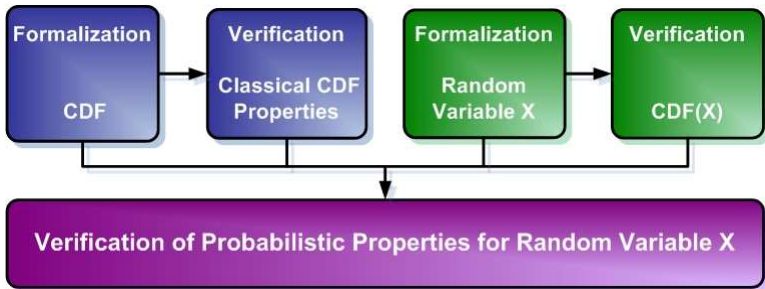 Formalization
CDF
Verification
Classical CDF
Properties
Formalization
Random
Variable X
Verification
CDF(X)
Verification of Probabilistic Properties for Random Variable X